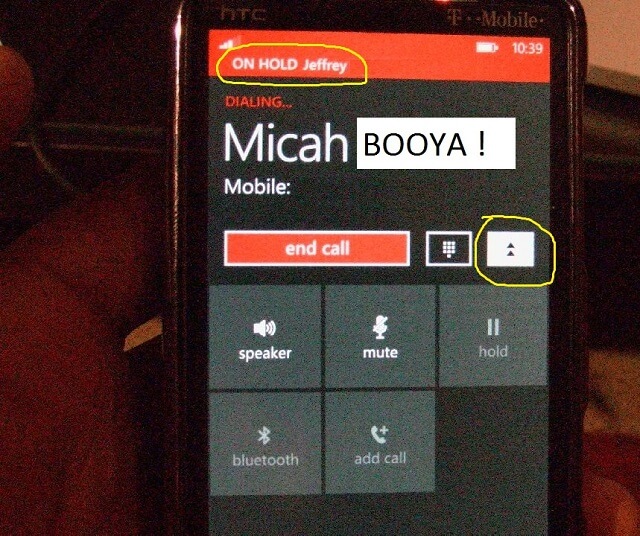 HTC
T··Mobile·
10:39
ON HOLD Jeffrey
DIALING...
Micah BOOYA !
Mobile:
end call
speaker mute hold
bluetooth add call